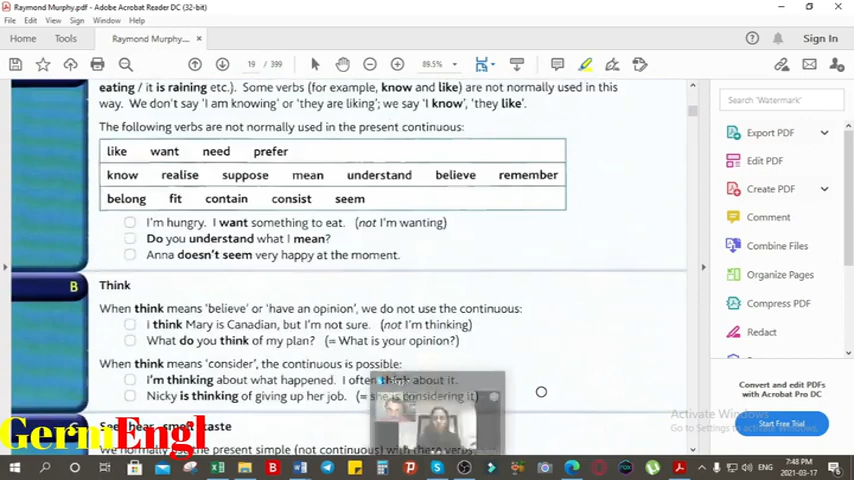 Raymond Murphy.pdf - Adobe Acrobat Reader DC (32-bit)
File Edit View Sign Window Help
Home Tools Raymond Murphy.... × Sign In
19 / 399 89.5%
eating / it is raining etc.). Some verbs (for example, know and like) are not normally used in this
way. We don't say 'I am knowing' or 'they are liking'; we say 'I know', 'they like'.
The following verbs are not normally used in the present continuous:
like want need prefer
know realise suppose mean understand believe remember
belong fit contain consist seem
I'm hungry. I want something to eat. (not I'm wanting)
Do you understand what I mean?
Anna doesn't seem very happy at the moment.
B Think
When think means 'believe' or 'have an opinion', we do not use the continuous:
I think Mary is Canadian, but I'm not sure. (not I'm thinking)
What do you think of my plan? (= What is your opinion?)
When think means 'consider', the continuous is possible:
I'm thinking about what happened. I often think about it.
Nicky is thinking of giving up her job. (= she is considering it)
See, hear, smell, taste
We normally use the present simple (not continuous) with these verbs:
Search 'Watermark'
Export PDF
Edit PDF
Create PDF
Comment
Combine Files
Organize Pages
Compress PDF
Redact
Convert and edit PDFs
with Acrobat Pro DC
Start Free Trial
Activate Windows
Go to Settings to activate Windows.
GermEngl
ENG
7:48 PM
2021-03-17